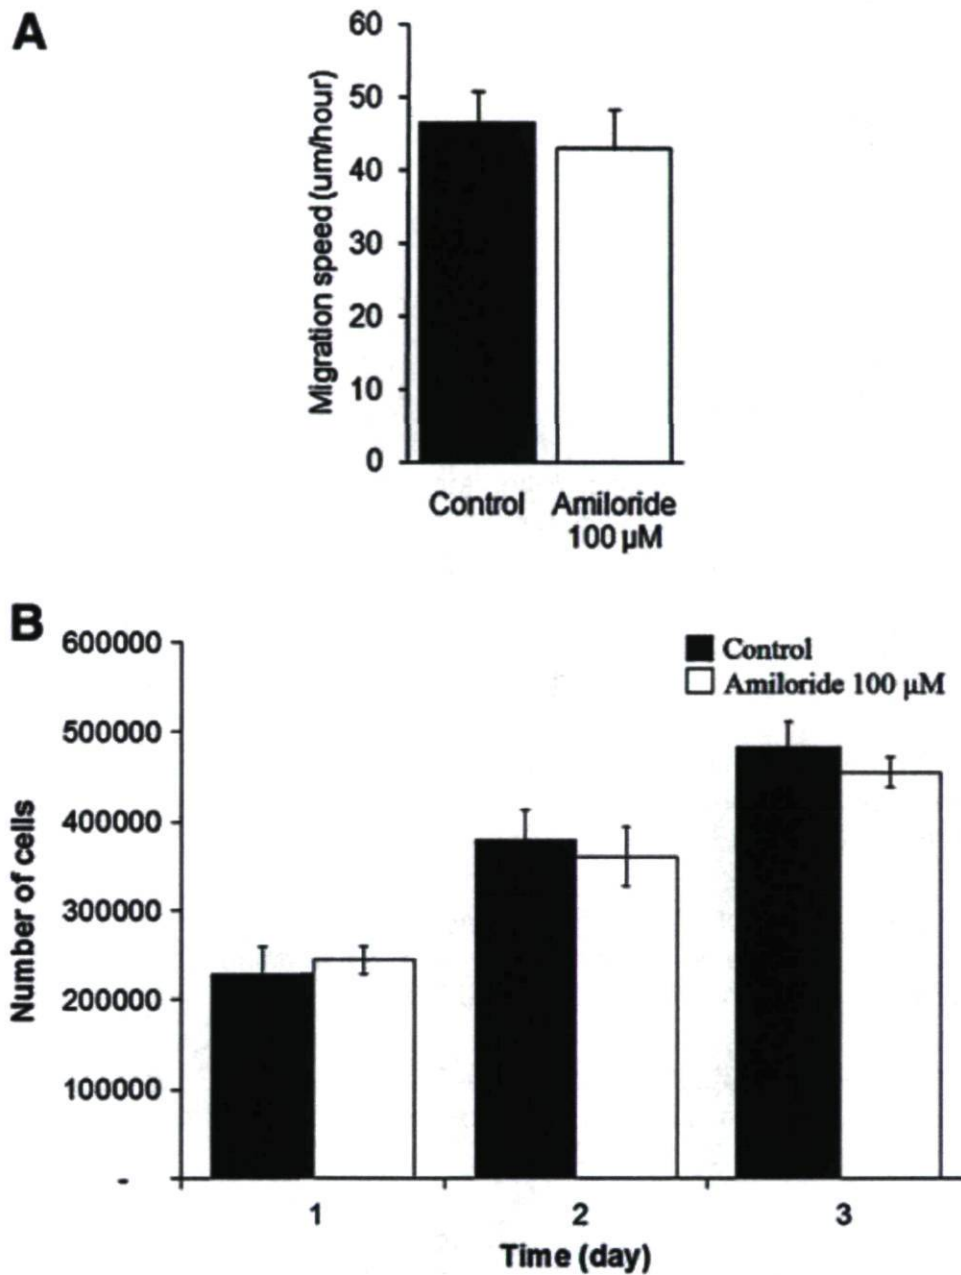 A
60
50
40
30
20
10
0
Migration speed (um/hour)
Control
Amiloride
100 µM
B
600000
500000
400000
300000
200000
100000
-
Number of cells
Control
Amiloride 100 µM
1
2
3
Time (day)